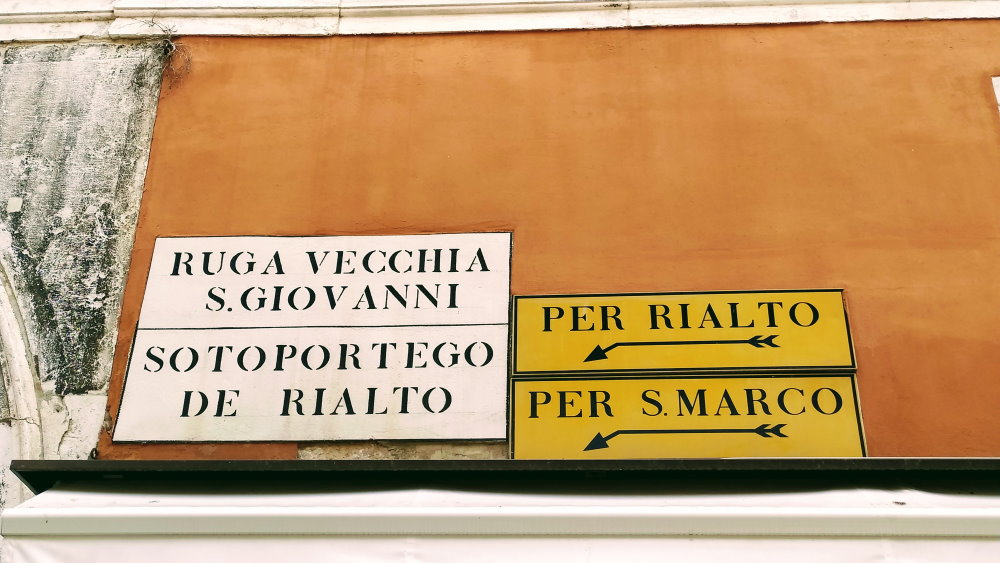 RUGA VECCHIA
S. GIOVANNI
SOTOPORTEGO
DE RIALTO
PER RIALTO
PER S. MARCO